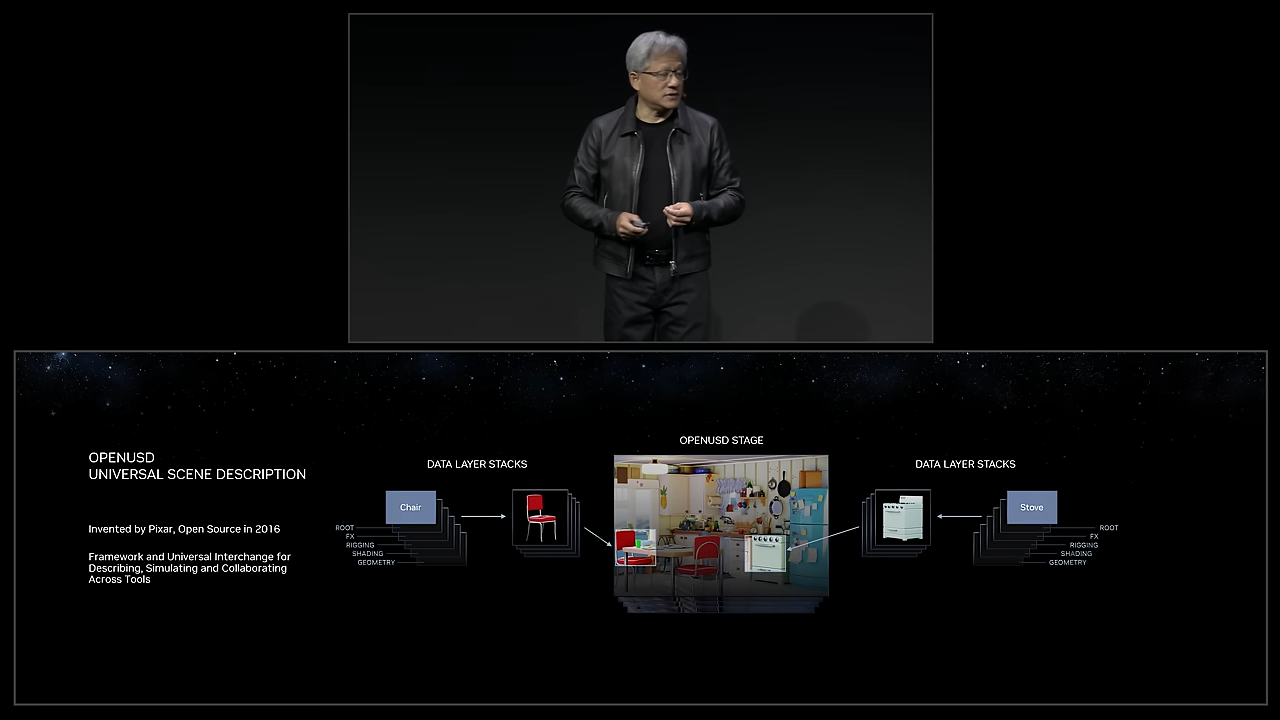 OPENUSD
UNIVERSAL SCENE DESCRIPTION
Invented by Pixar, Open Source in 2016
Framework and Universal Interchange for
Describing, Simulating and Collaborating
Across Tools
DATA LAYER STACKS
Chair
ROOT
FX
RIGGING
SHADING
GEOMETRY
OPENUSD STAGE
DATA LAYER STACKS
Stove
ROOT
FX
RIGGING
SHADING
GEOMETRY